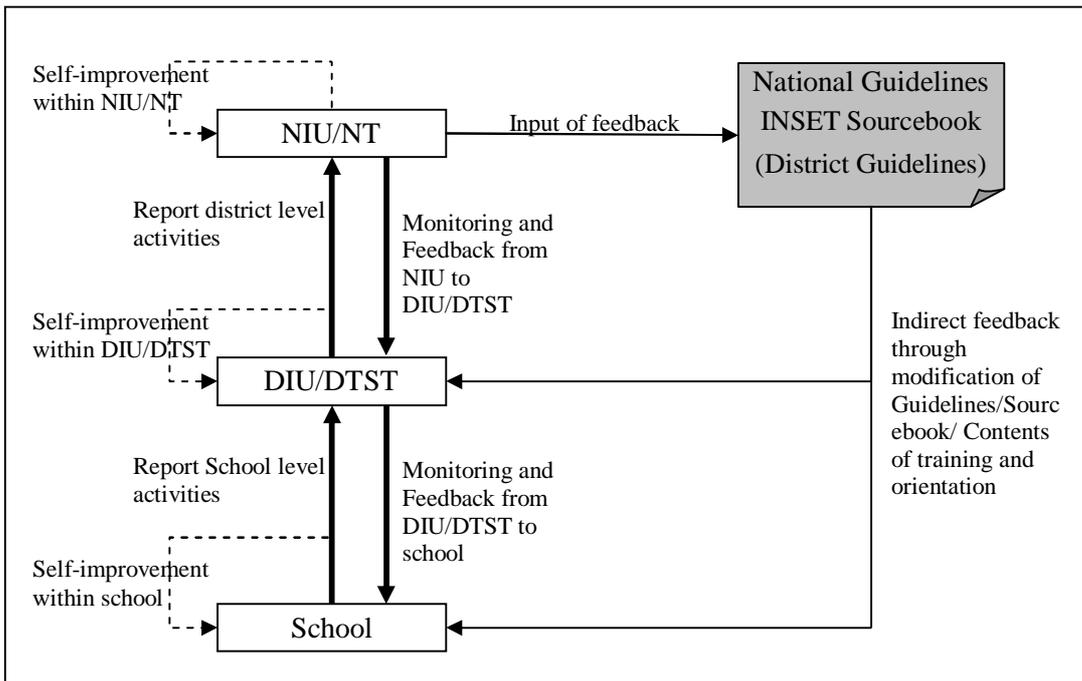 Self-improvement
within NIU/NT
NIU/NT
Input of feedback
National Guidelines
INSET Sourcebook
(District Guidelines)
Report district level
activities
Monitoring and
Feedback from
NIU to
DIU/DTST
Self-improvement
within DIU/DTST
DIU/DTST
Indirect feedback
through
modification of
Guidelines/Sourc
ebook/ Contents
of training and
orientation
Report School level
activities
Monitoring and
Feedback from
DIU/DTST to
school
Self-improvement
within school
School